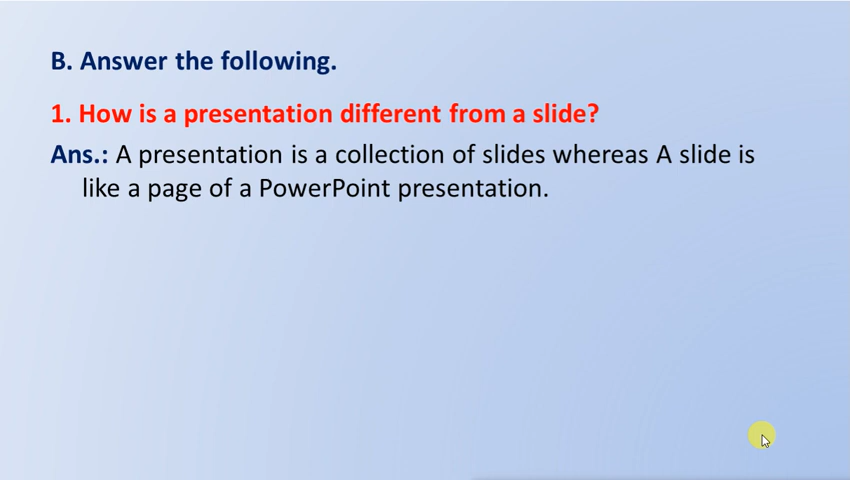 B. Answer the following.
1. How is a presentation different from a slide?
Ans.: A presentation is a collection of slides whereas A slide is
like a page of a PowerPoint presentation.